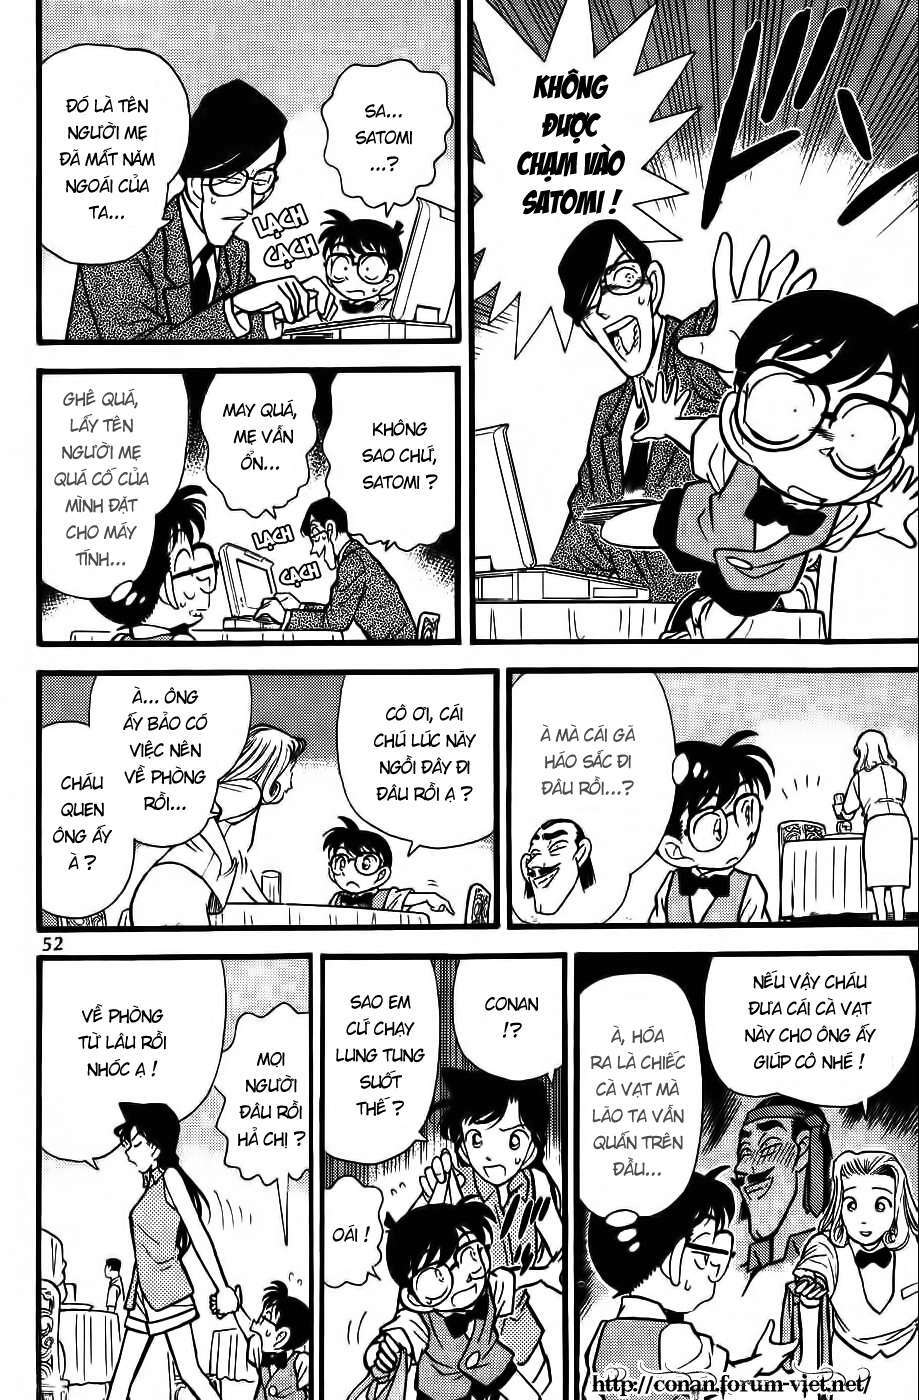 ĐÓ LÀ TÊN
NGƯỜI MẸ
ĐÃ MẤT NĂM
NGOÁI CỦA
TA...
SA...
SATOMI
...?
LẠCH
CẠCH
KHÔNG
ĐƯỢC
CHẠM VÀO
SATOMI !
ドドッ
GHÊ QUÁ,
LẤY TÊN
NGƯỜI MẸ
QUÁ CỐ CỦA
MÌNH ĐẶT
CHO MÁY
TÍNH...
MAY QUÁ,
MẸ VẪN
ỔN...
KHÔNG
SAO CHỨ,
SATOMI ?
LẠCH
CẠCH
CHÁU
QUEN
ÔNG ẤY
À ?
À... ÔNG
ẤY BẢO CÓ
VIỆC NÊN
VỀ PHÒNG
RỒI...
CÔ ƠI, CÁI
CHÚ LÚC NÀY
NGỒI ĐÂY ĐI
ĐÂU RỒI Ạ ?
À MÀ CÁI GÃ
HÁO SẮC ĐI
ĐÂU RỒI...?
52
VỀ PHÒNG
TỪ LÂU RỒI
NHÓC Ạ !
MỌI
NGƯỜI
ĐÂU RỒI
HẢ CHỊ ?
SAO EM
CỨ CHẠY
LUNG TUNG
SUỐT
THẾ ?
CONAN
!?
OÁI !
À, HÓA
RA LÀ CHIẾC
CÀ VẠT MÀ
LÃO TA VẪN
QUẤN TRÊN
ĐẦU...
NẾU VẬY CHÁU
ĐƯA CÁI CÀ VẠT
NÀY CHO ÔNG ẤY
GIÚP CÔ NHÉ !
http://conan.forum-viet.net/